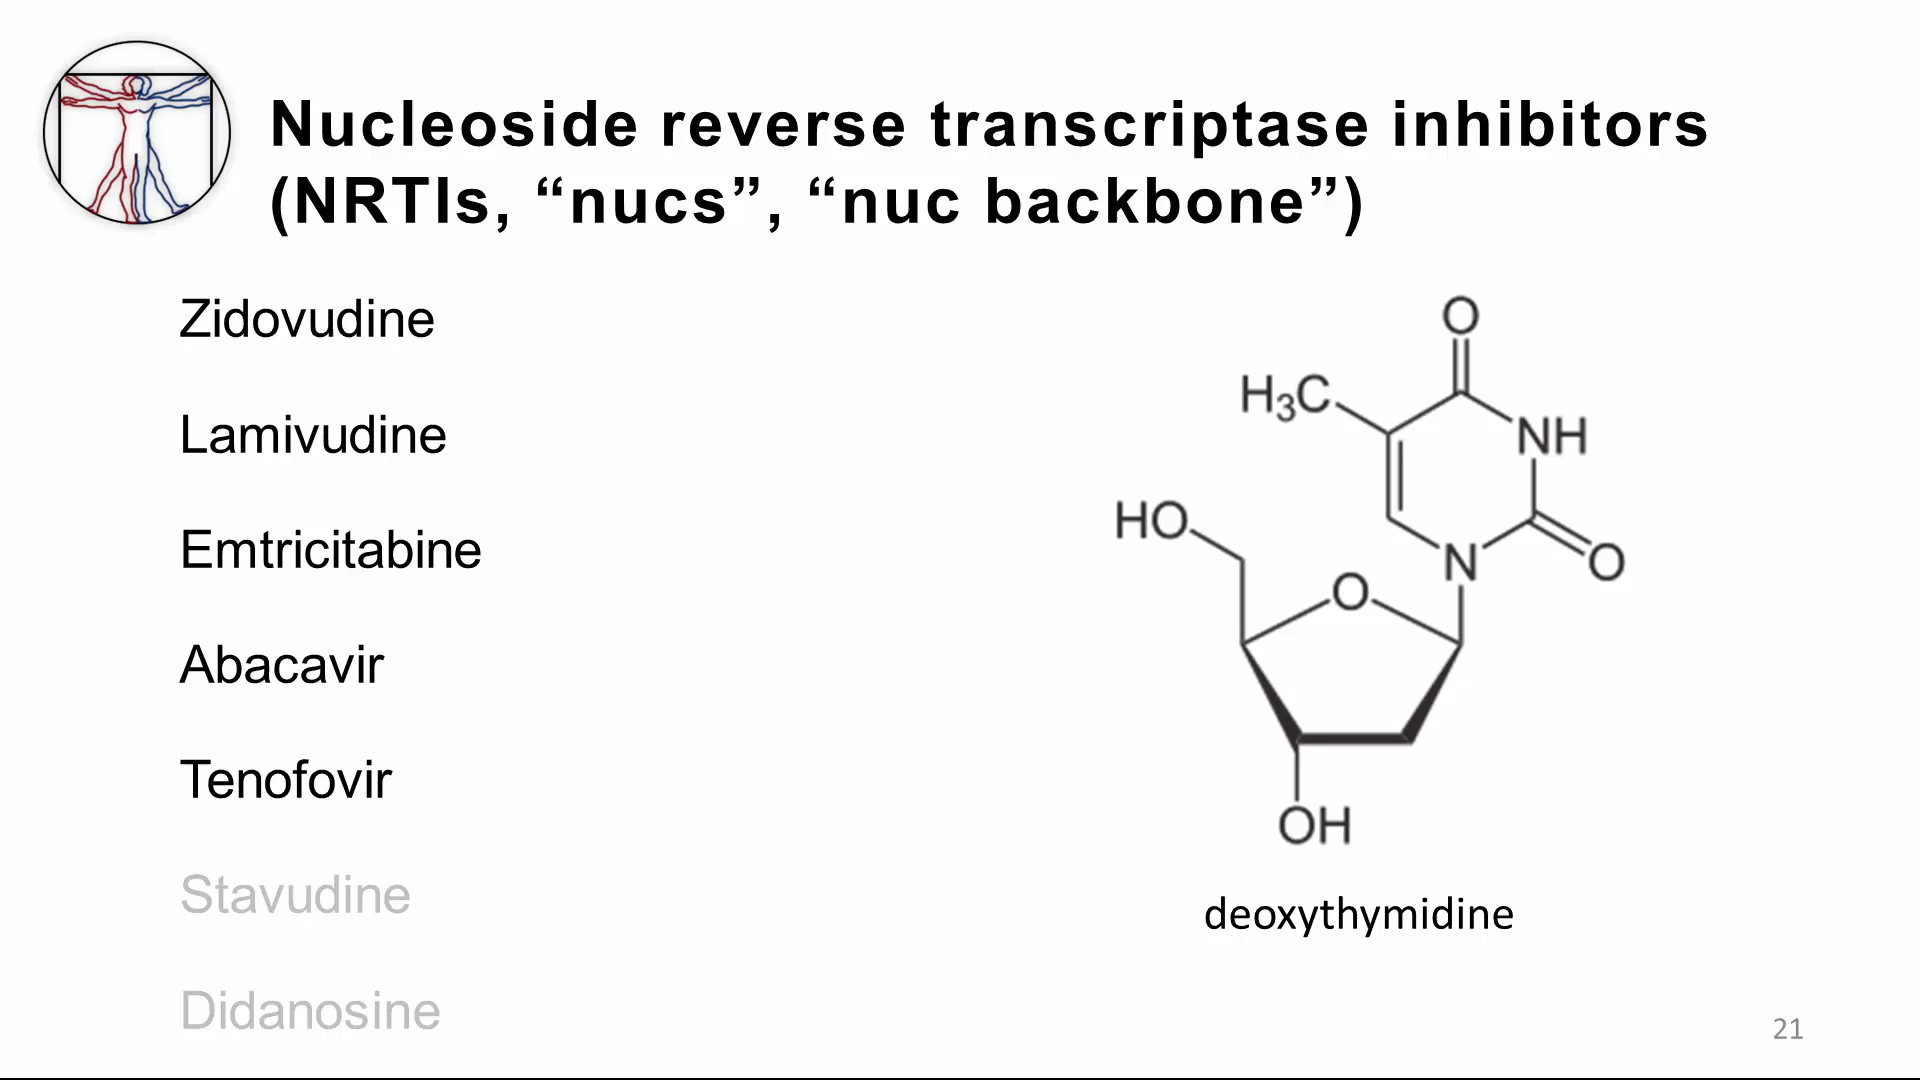 Nucleoside reverse transcriptase inhibitors
(NRTIs, “nucs”, “nuc backbone”)
Zidovudine
Lamivudine
Emtricitabine
Abacavir
Tenofovir
Stavudine
Didanosine
O
H₃C
NH
HO
N
O
O
OH
deoxythymidine
21